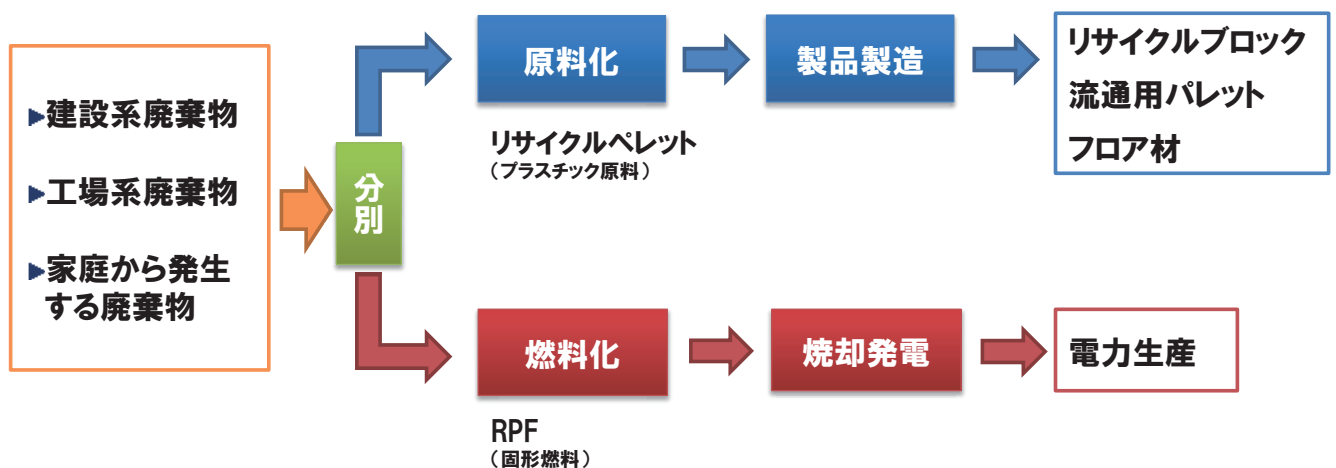 ▶建設系廃棄物
▶工場系廃棄物
▶家庭から発生
する廃棄物
分別
原料化
リサイクルペレット
（プラスチック原料）
製品製造
リサイクルブロック
流通用パレット
フロア材
燃料化
RPF
（固形燃料）
焼却発電
電力生産